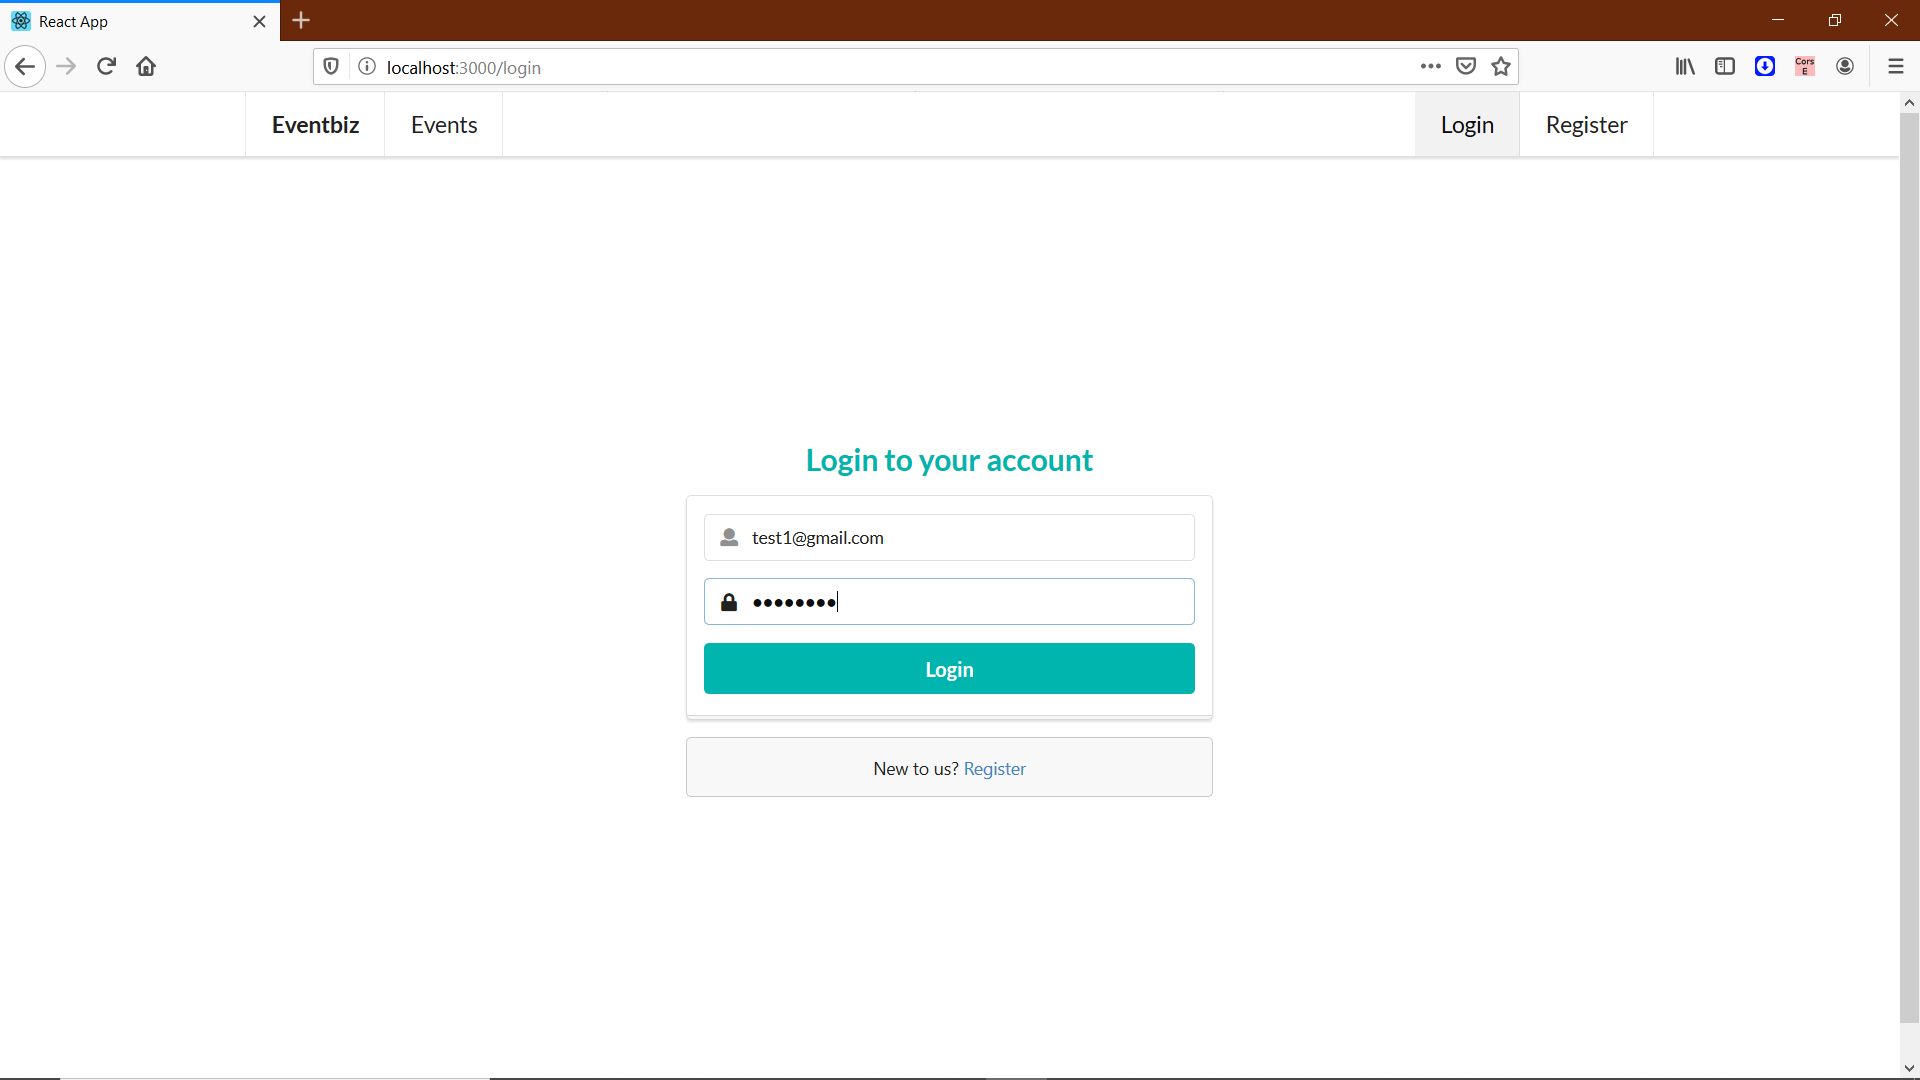 React App
localhost:3000/login
Cors
E
Eventbiz Events Login Register
Login to your account
test1@gmail.com
••••••••
Login
New to us? Register